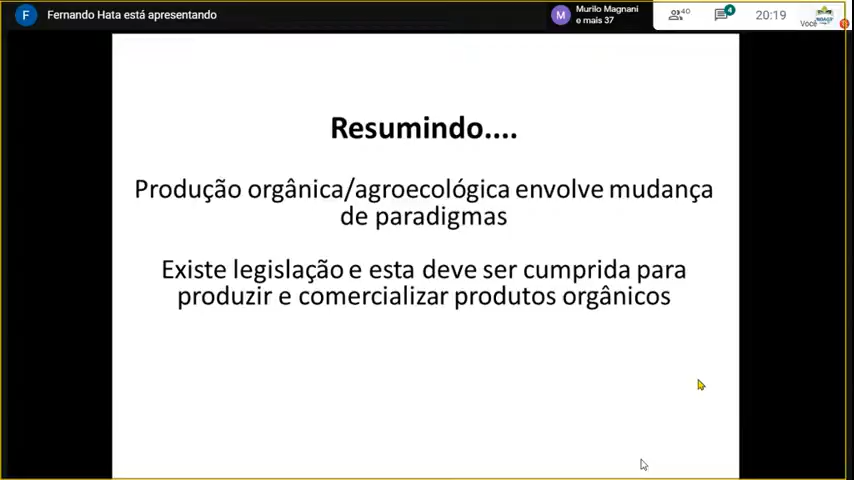 F Fernando Hata está apresentando
M Murilo Magnani
e mais 37
40
4
20:19
Você
Resumindo....
Produção orgânica/agroecológica envolve mudança
de paradigmas
Existe legislação e esta deve ser cumprida para
produzir e comercializar produtos orgânicos